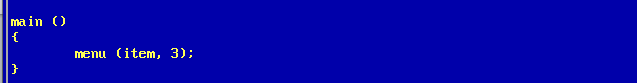 main ()
{
        menu (item, 3);
}